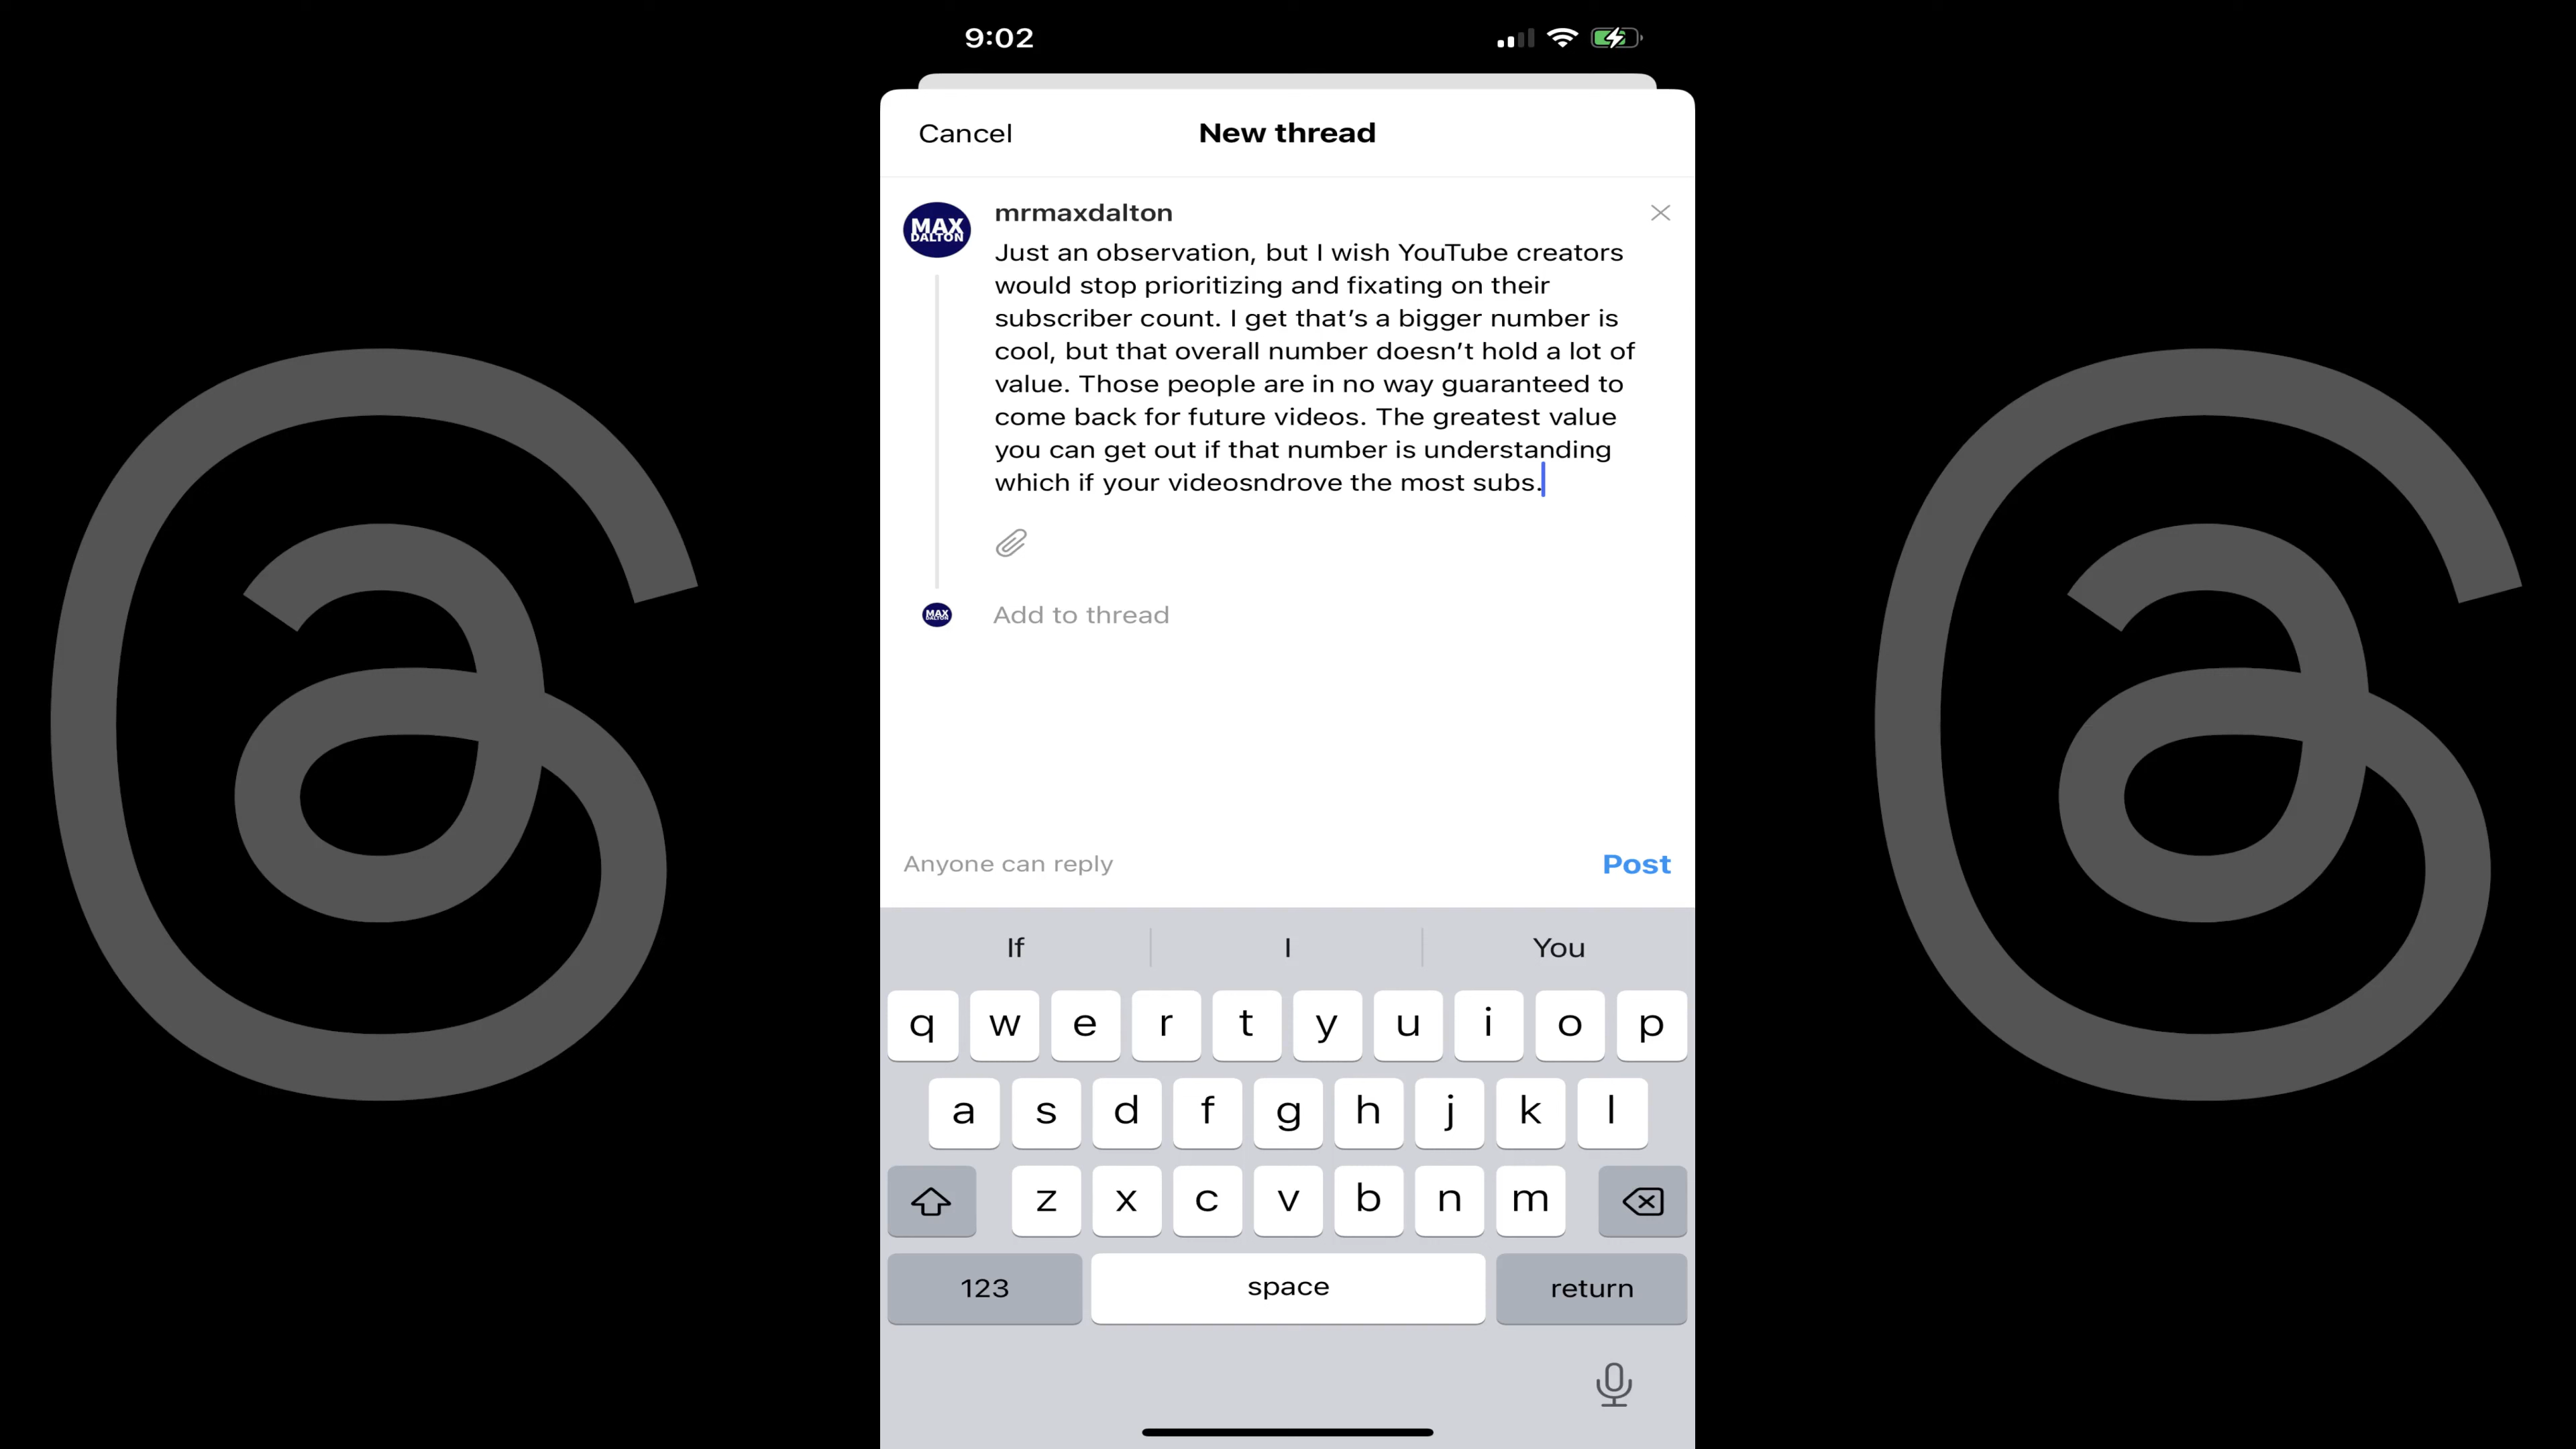 9:02
Cancel
New thread
MAX
DALTON
mrmaxdalton
Just an observation, but I wish YouTube creators
would stop prioritizing and fixating on their
subscriber count. I get that’s a bigger number is
cool, but that overall number doesn’t hold a lot of
value. Those people are in no way guaranteed to
come back for future videos. The greatest value
you can get out if that number is understanding
which if your videosndrove the most subs.
MAX
DALTON
Add to thread
Anyone can reply
Post
If I You
q w e r t y u i o p
a s d f g h j k l
z x c v b n m
123 space return